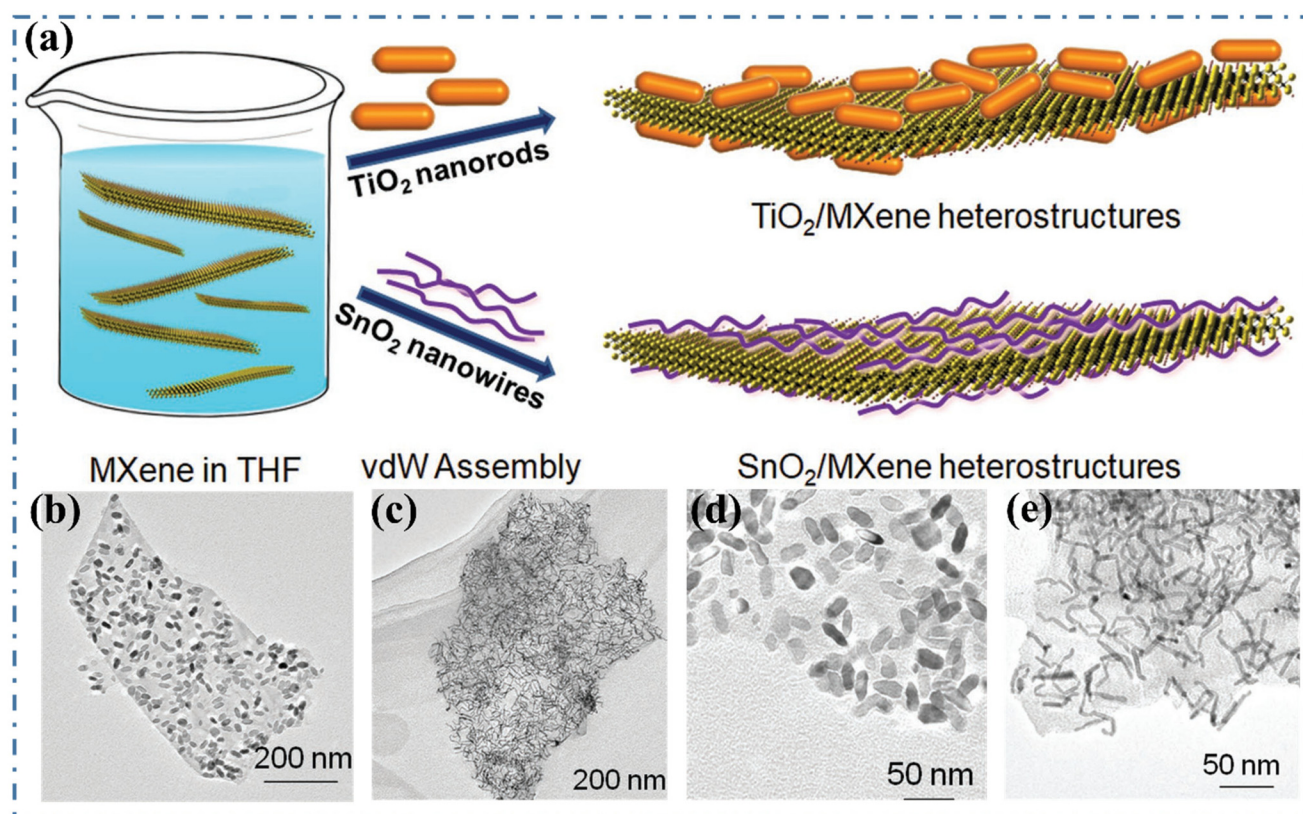 (a)
TiO₂ nanorods
TiO₂/MXene heterostructures
SnO₂ nanowires
MXene in THF
vdW Assembly
SnO₂/MXene heterostructures
(b)
200 nm
(c)
200 nm
(d)
50 nm
(e)
50 nm